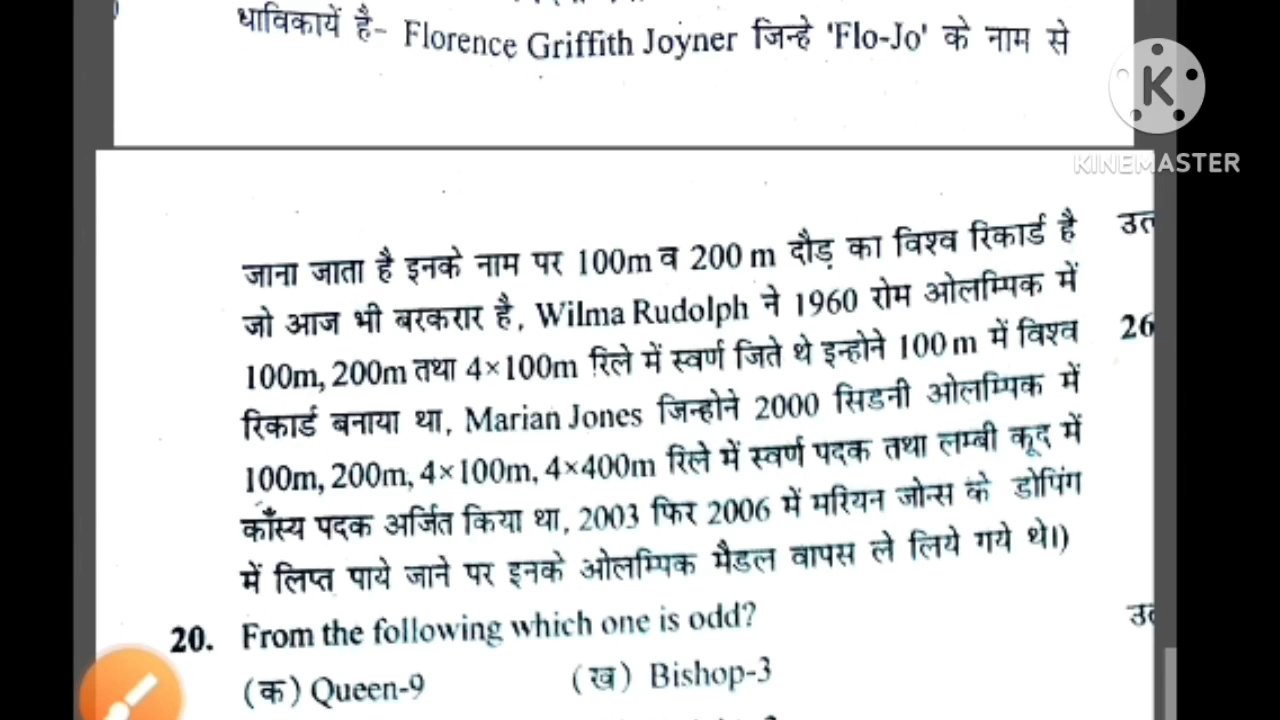 धाविकायें है- Florence Griffith Joyner जिन्हे 'Flo-Jo' के नाम से
K
KINEMASTER
जाना जाता है इनके नाम पर 100m व 200 m दौड़ का विश्व रिकार्ड है
जो आज भी बरकरार है, Wilma Rudolph ने 1960 रोम ओलम्पिक में
100m, 200m तथा 4×100m रिले में स्वर्ण जिते थे इन्होने 100 m में विश्व
रिकार्ड बनाया था, Marian Jones जिन्होने 2000 सिडनी ओलम्पिक में
100m, 200m, 4×100m, 4×400m रिले में स्वर्ण पदक तथा लम्बी कूद में
काँस्य पदक अर्जित किया था, 2003 फिर 2006 में मरियन जोन्स के डोपिंग
में लिप्त पाये जाने पर इनके ओलम्पिक मैडल वापस ले लिये गये थे।)
20. From the following which one is odd?
(क) Queen-9 (ख) Bishop-3
26